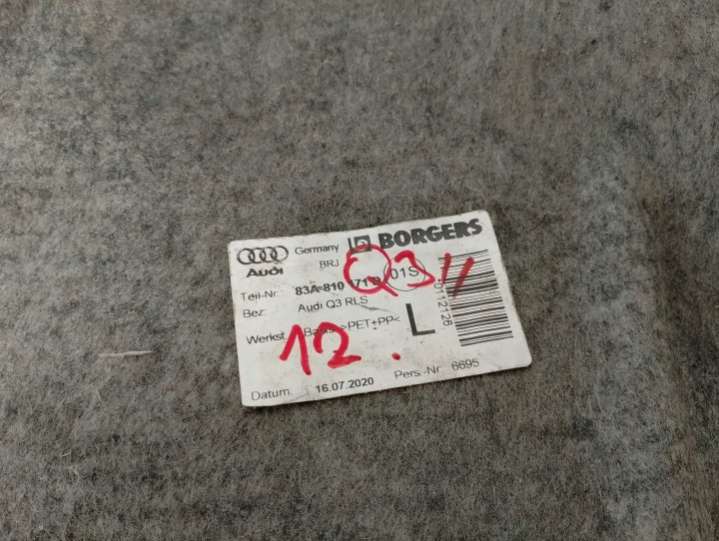 Audi Germany BORGERS
BRJ
Teil-Nr. 83A 810 01S
Bez: Audi Q3 RLS
Q3 //
Werkst. >PET+PP< L
0112126
12.
Datum: 16.07.2020 Pers.-Nr. 6695